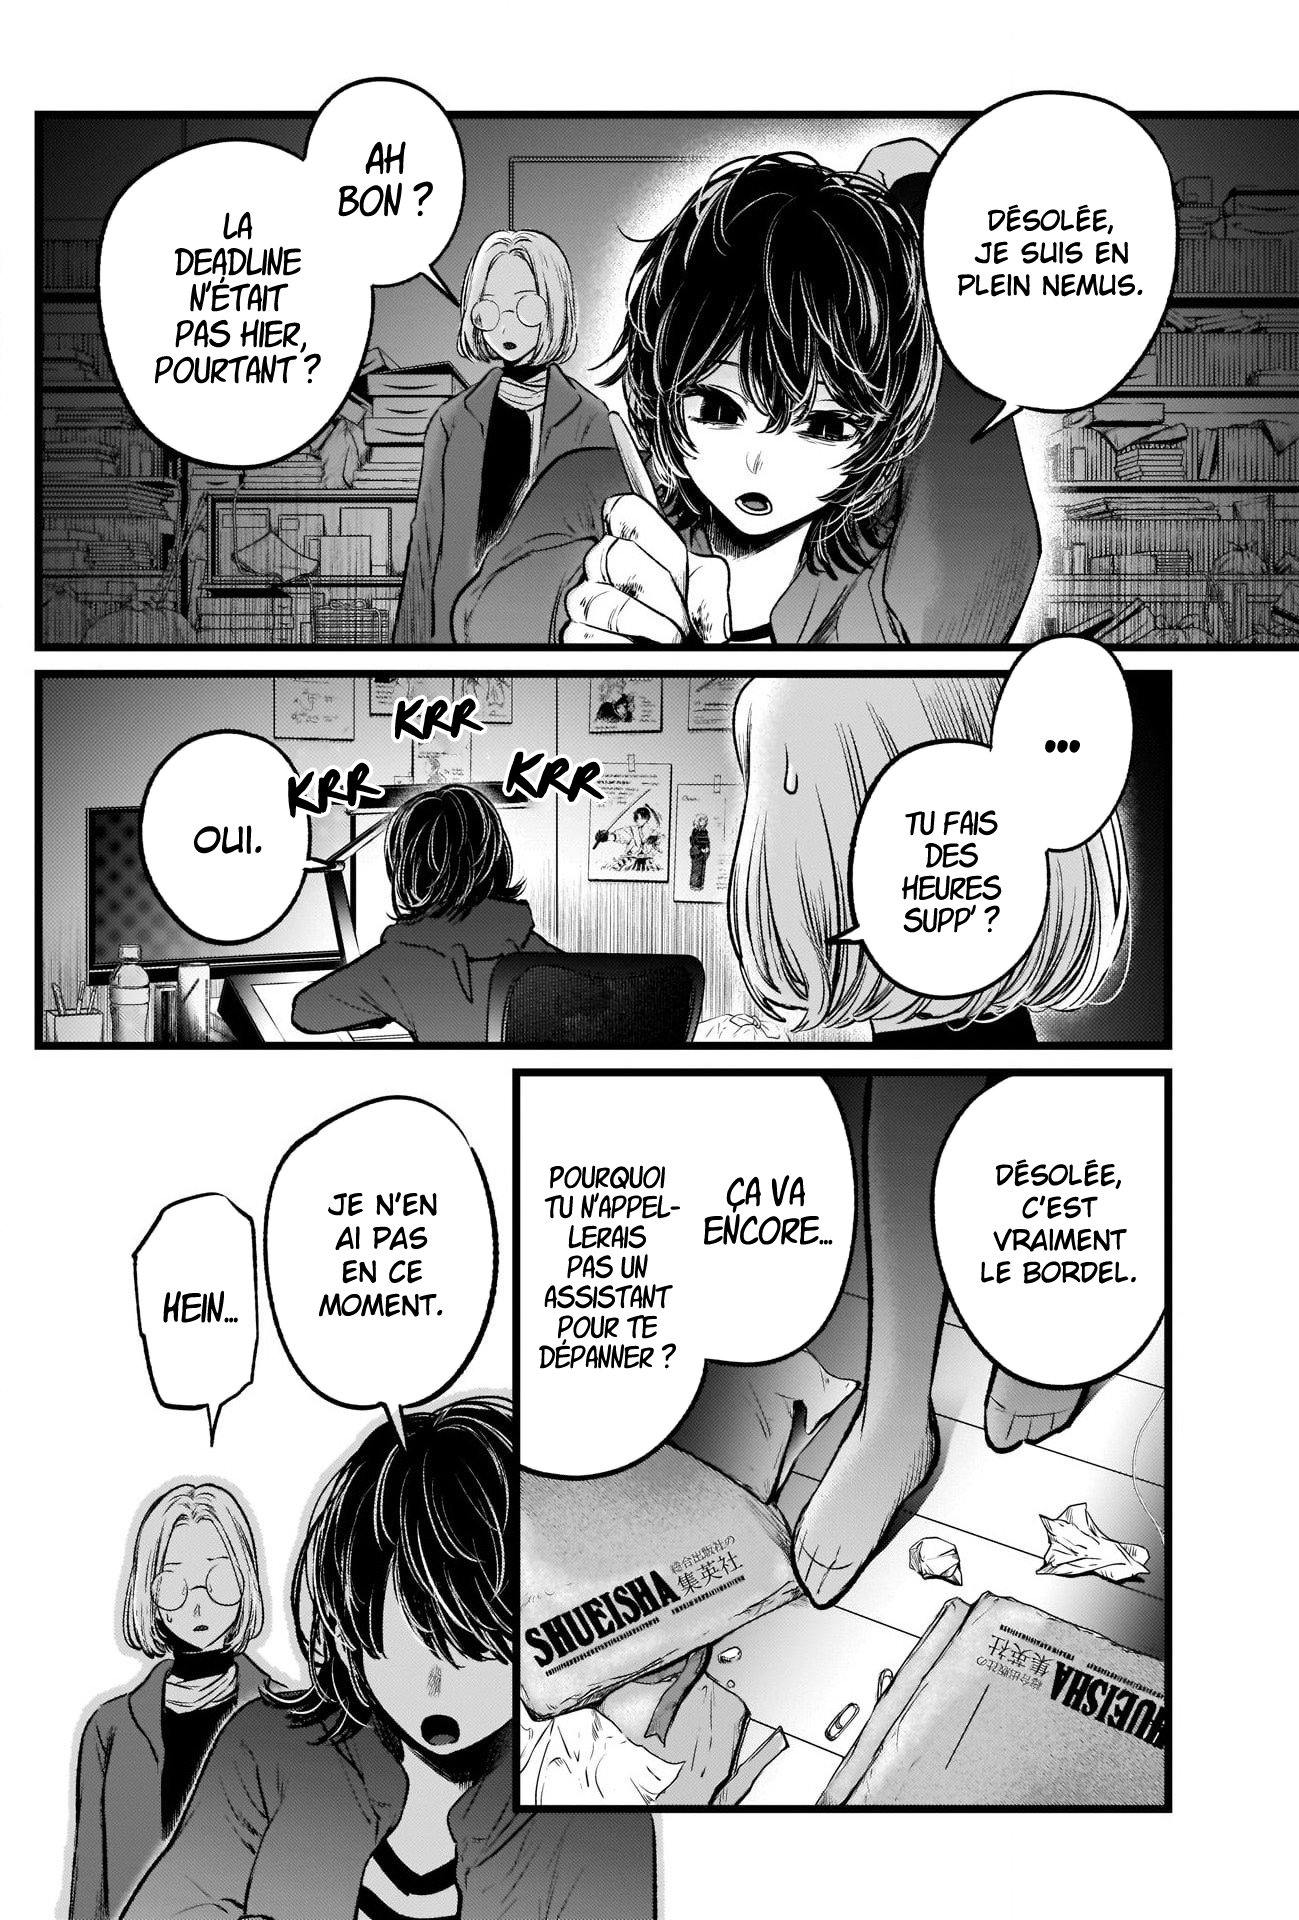 DÉSOLÉE,
JE SUIS EN
PLEIN NEMUS.
AH
BON ?
LA
DEADLINE
N'ÉTAIT
PAS HIER,
POURTANT ?
...
TU FAIS
DES
HEURES
SUPP' ?
KRR
KRR
KRR
OUI.
DÉSOLÉE,
C'EST
VRAIMENT
LE BORDEL.
ÇA VA
ENCORE...
POURQUOI
TU N'APPEL-
LERAIS
PAS UN
ASSISTANT
POUR TE
DÉPANNER ?
総合出版社の
集英社
SHUEISHA
総合出版社の
集英社
SHUEISHA
JE N'EN
AI PAS
EN CE
MOMENT.
HEIN...